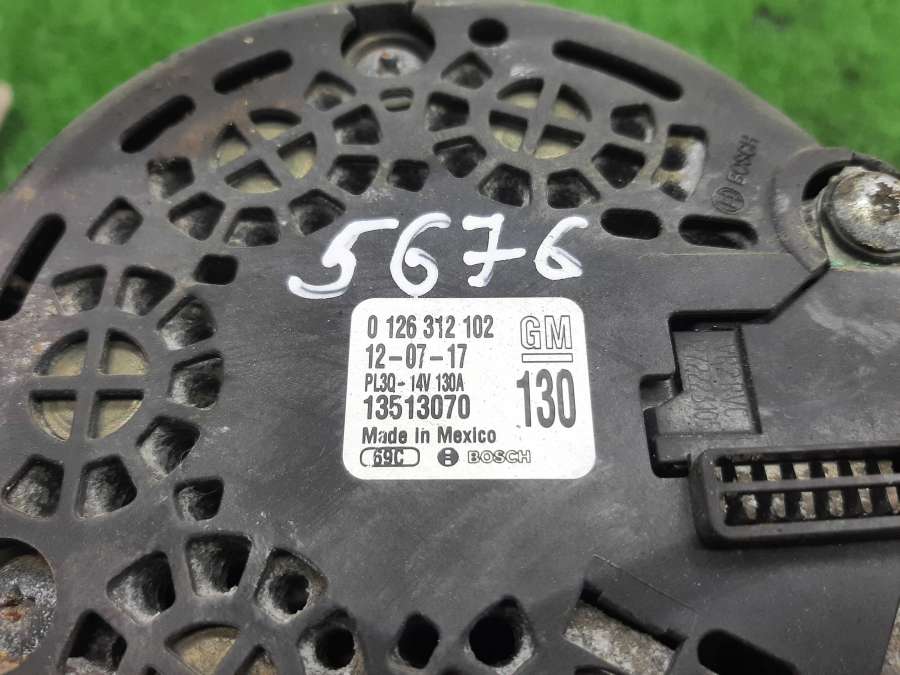 BOSCH
5676
0 126 312 102
GM
12-07-17
PL3Q - 14V 130A
130
13513070
Made in Mexico
69C BOSCH